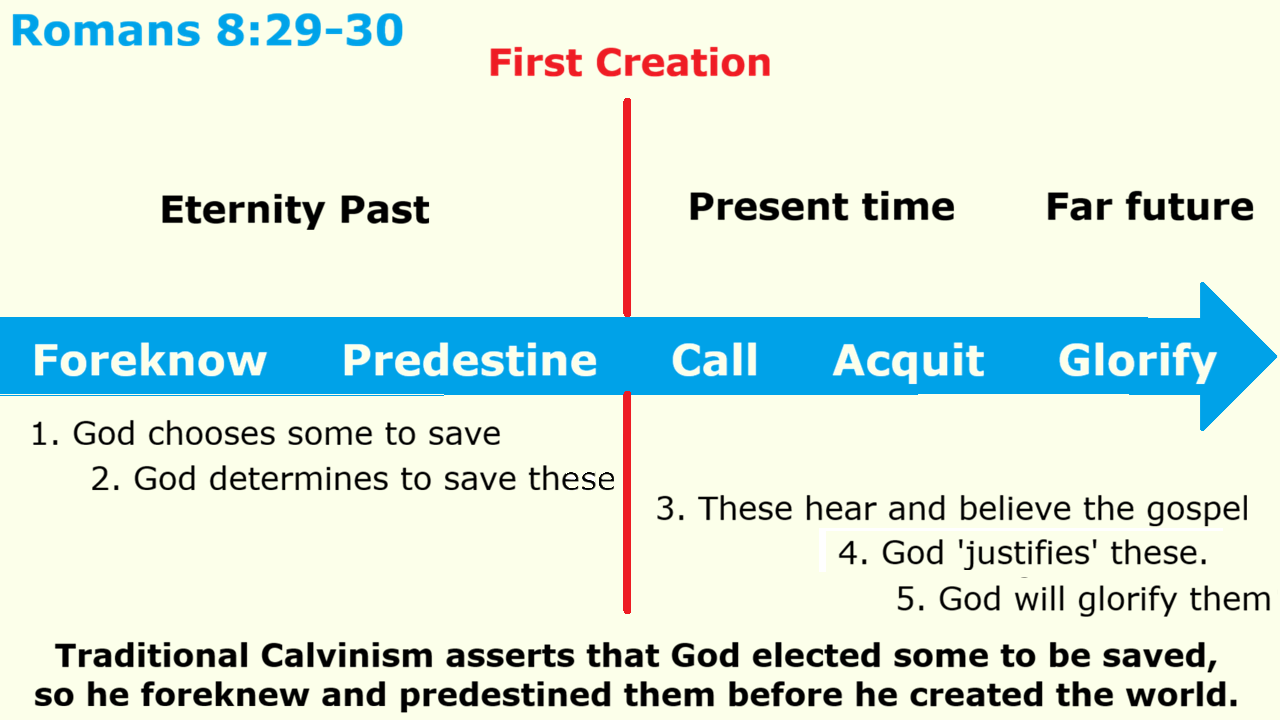 Romans 8:29-30
First Creation
Eternity Past
Present time
Far future
Foreknow
Predestine
Call
Acquit
Glorify
1. God chooses some to save
2. God determines to save these
3. These hear and believe the gospel
4. God 'justifies' these.
5. God will glorify them
Traditional Calvinism asserts that God elected some to be saved,
so he foreknew and predestined them before he created the world.